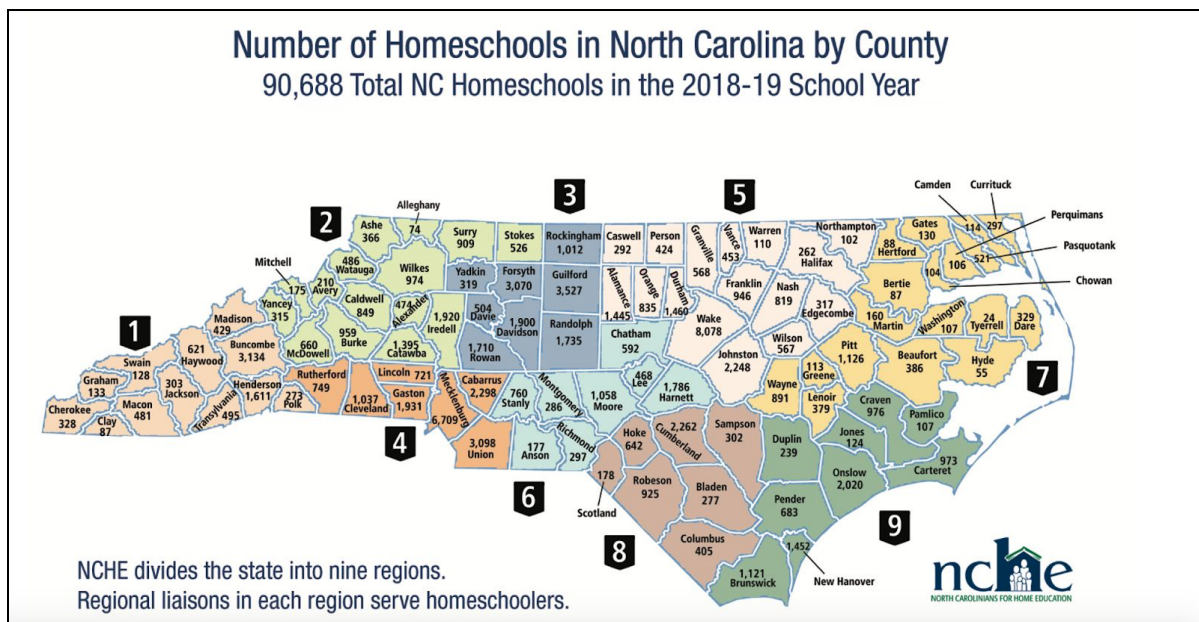 Number of Homeschools in North Carolina by County
90,688 Total NC Homeschools in the 2018-19 School Year
1
2
3
4
5
6
7
8
9
Cherokee
328
Graham
133
Clay
87
Swain
128
Macon
481
Jackson
303
Haywood
621
Madison
429
Buncombe
3,134
Transylvania
495
Henderson
1,611
Polk
273
Mitchell
175
Yancey
315
McDowell
660
Avery
210
Watauga
486
Ashe
366
Alleghany
74
Wilkes
974
Caldwell
849
959
Burke
474
Alexander
1,395
Catawba
1,920
Iredell
Surry
909
Stokes
526
Rutherford
749
1,037
Cleveland
Lincoln 721
Gaston
1,931
Mecklenburg
6,709
Cabarrus
2,298
3,098
Union
Rockingham
1,012
Yadkin
319
Forsyth
3,070
Guilford
3,527
504
Davie
1,900
Davidson
Randolph
1,735
1,710
Rowan
Caswell
292
Person
424
Granville
568
Vance
453
Warren
110
Northampton
102
262
Halifax
Alamance
1,445
Orange
835
Durham
1,460
Franklin
946
Nash
819
317
Edgecombe
Wake
8,078
Wilson
567
Johnston
2,248
Chatham
592
468
Lee
1,786
Harnett
760
Stanly
Montgomery
286
1,058
Moore
177
Anson
Richmond
297
Hoke
642
2,262
Cumberland
Sampson
302
178
Scotland
Robeson
925
Bladen
277
Columbus
405
Gates
130
88
Hertford
Camden
114
Currituck
297
Perquimans
106
Pasquotank
521
Chowan
104
Bertie
87
160
Martin
Washington
107
24
Tyrrell
329
Dare
Pitt
1,126
Beaufort
386
Hyde
55
113
Greene
Wayne
891
Lenoir
379
Craven
976
Pamlico
107
Jones
124
973
Carteret
Duplin
239
Onslow
2,020
Pender
683
1,452
New Hanover
1,121
Brunswick
NCHE divides the state into nine regions.
Regional liaisons in each region serve homeschoolers.
nche
NORTH CAROLINIANS FOR HOME EDUCATION